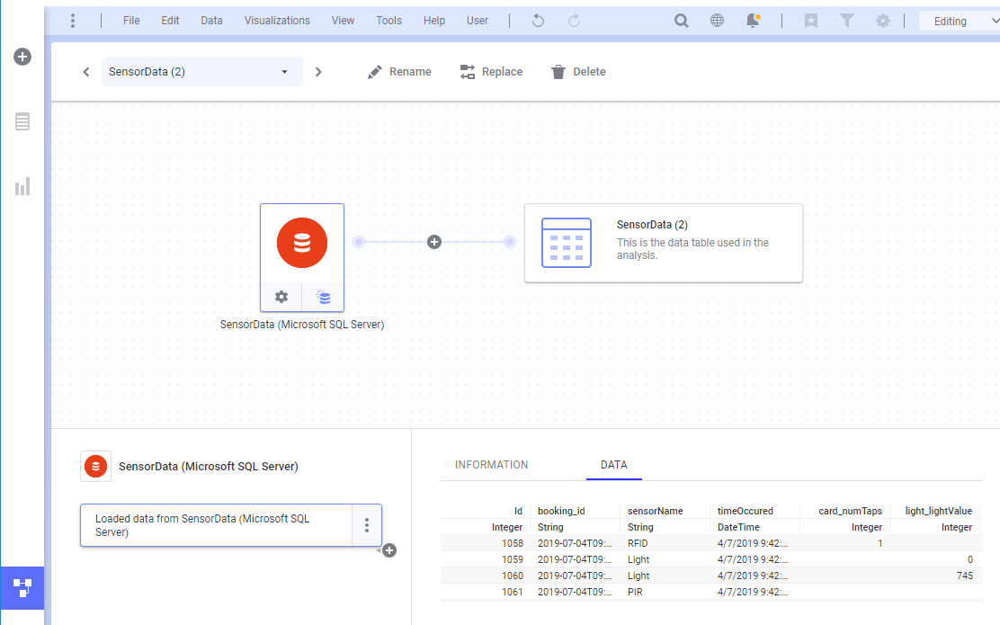 File Edit Data Visualizations View Tools Help User Editing
SensorData (2) Rename Replace Delete
SensorData (2)
This is the data table used in the
analysis.
SensorData (Microsoft SQL Server)
SensorData (Microsoft SQL Server)
Loaded data from SensorData (Microsoft SQL
Server)
INFORMATION DATA
Id booking_id sensorName timeOccured card_numTaps light_lightValue
Integer String String DateTime Integer Integer
1058 2019-07-04T09:... RFID 4/7/2019 9:42:... 1
1059 2019-07-04T09:... Light 4/7/2019 9:42:... 0
1060 2019-07-04T09:... Light 4/7/2019 9:42:... 745
1061 2019-07-04T09:... PIR 4/7/2019 9:42:...